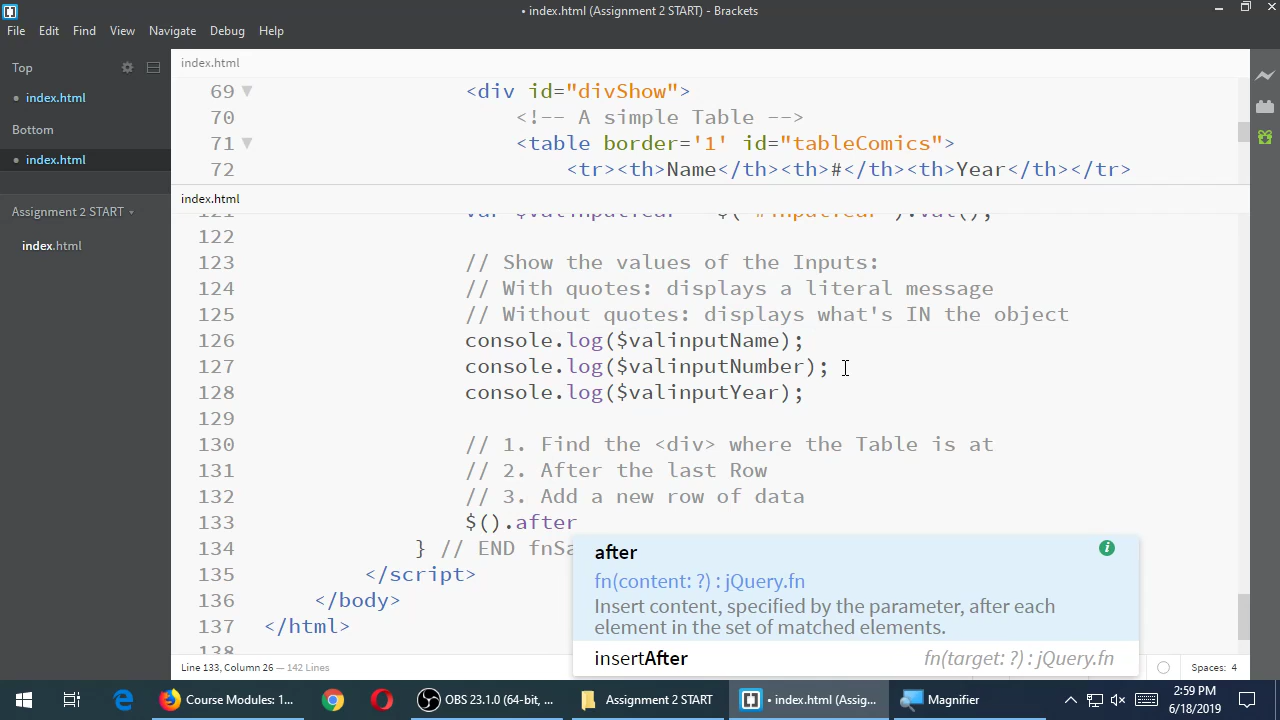 • index.html (Assignment 2 START) - Brackets
File Edit Find View Navigate Debug Help
Top
• index.html
Bottom
• index.html
Assignment 2 START
index.html
index.html
69 <div id="divShow">
70 <!-- A simple Table -->
71 <table border='1' id="tableComics">
72 <tr><th>Name</th><th>#</th><th>Year</th></tr>
index.html
121 var $valinputYear = $("#inputYear").val();
122
123 // Show the values of the Inputs:
124 // With quotes: displays a literal message
125 // Without quotes: displays what's IN the object
126 console.log($valinputName);
127 console.log($valinputNumber);
128 console.log($valinputYear);
129
130 // 1. Find the <div> where the Table is at
131 // 2. After the last Row
132 // 3. Add a new row of data
133 $().after
134 } // END fnSa
135 </script>
136 </body>
137 </html>
138
after
fn(content: ?) : jQuery.fn
Insert content, specified by the parameter, after each
element in the set of matched elements.
insertAfter fn(target: ?) : jQuery.fn
Line 133, Column 26 — 142 Lines
Spaces: 4
Course Modules: 1...
OBS 23.1.0 (64-bit, ...
Assignment 2 START
• index.html (Assig...
Magnifier
2:59 PM
6/18/2019